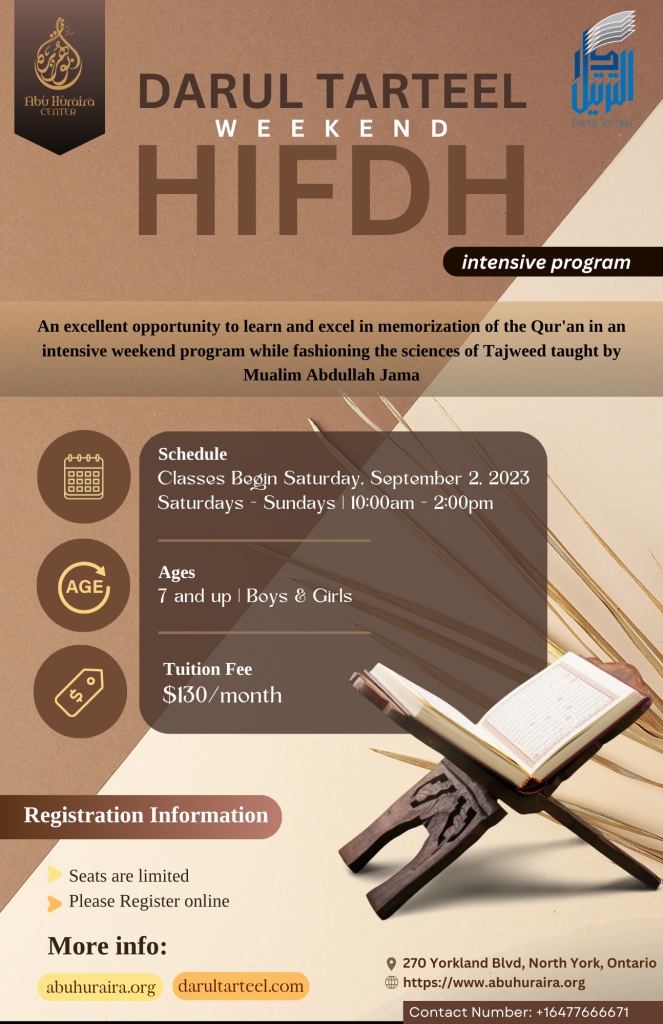 Abu Huraira
CENTER
الترتيل
Darul Tarteel
DARUL TARTEEL
WEEKEND
HIFDH
intensive program
An excellent opportunity to learn and excel in memorization of the Qur'an in an
intensive weekend program while fashioning the sciences of Tajweed taught by
Mualim Abdullah Jama
Schedule
Classes Begin Saturday, September 2, 2023
Saturdays - Sundays | 10:00am - 2:00pm
AGE
Ages
7 and up | Boys & Girls
$
Tuition Fee
$130/month
Registration Information
Seats are limited
Please Register online
More info:
abuhuraira.org darultarteel.com
270 Yorkland Blvd, North York, Ontario
https://www.abuhuraira.org
Contact Number: +16477666671